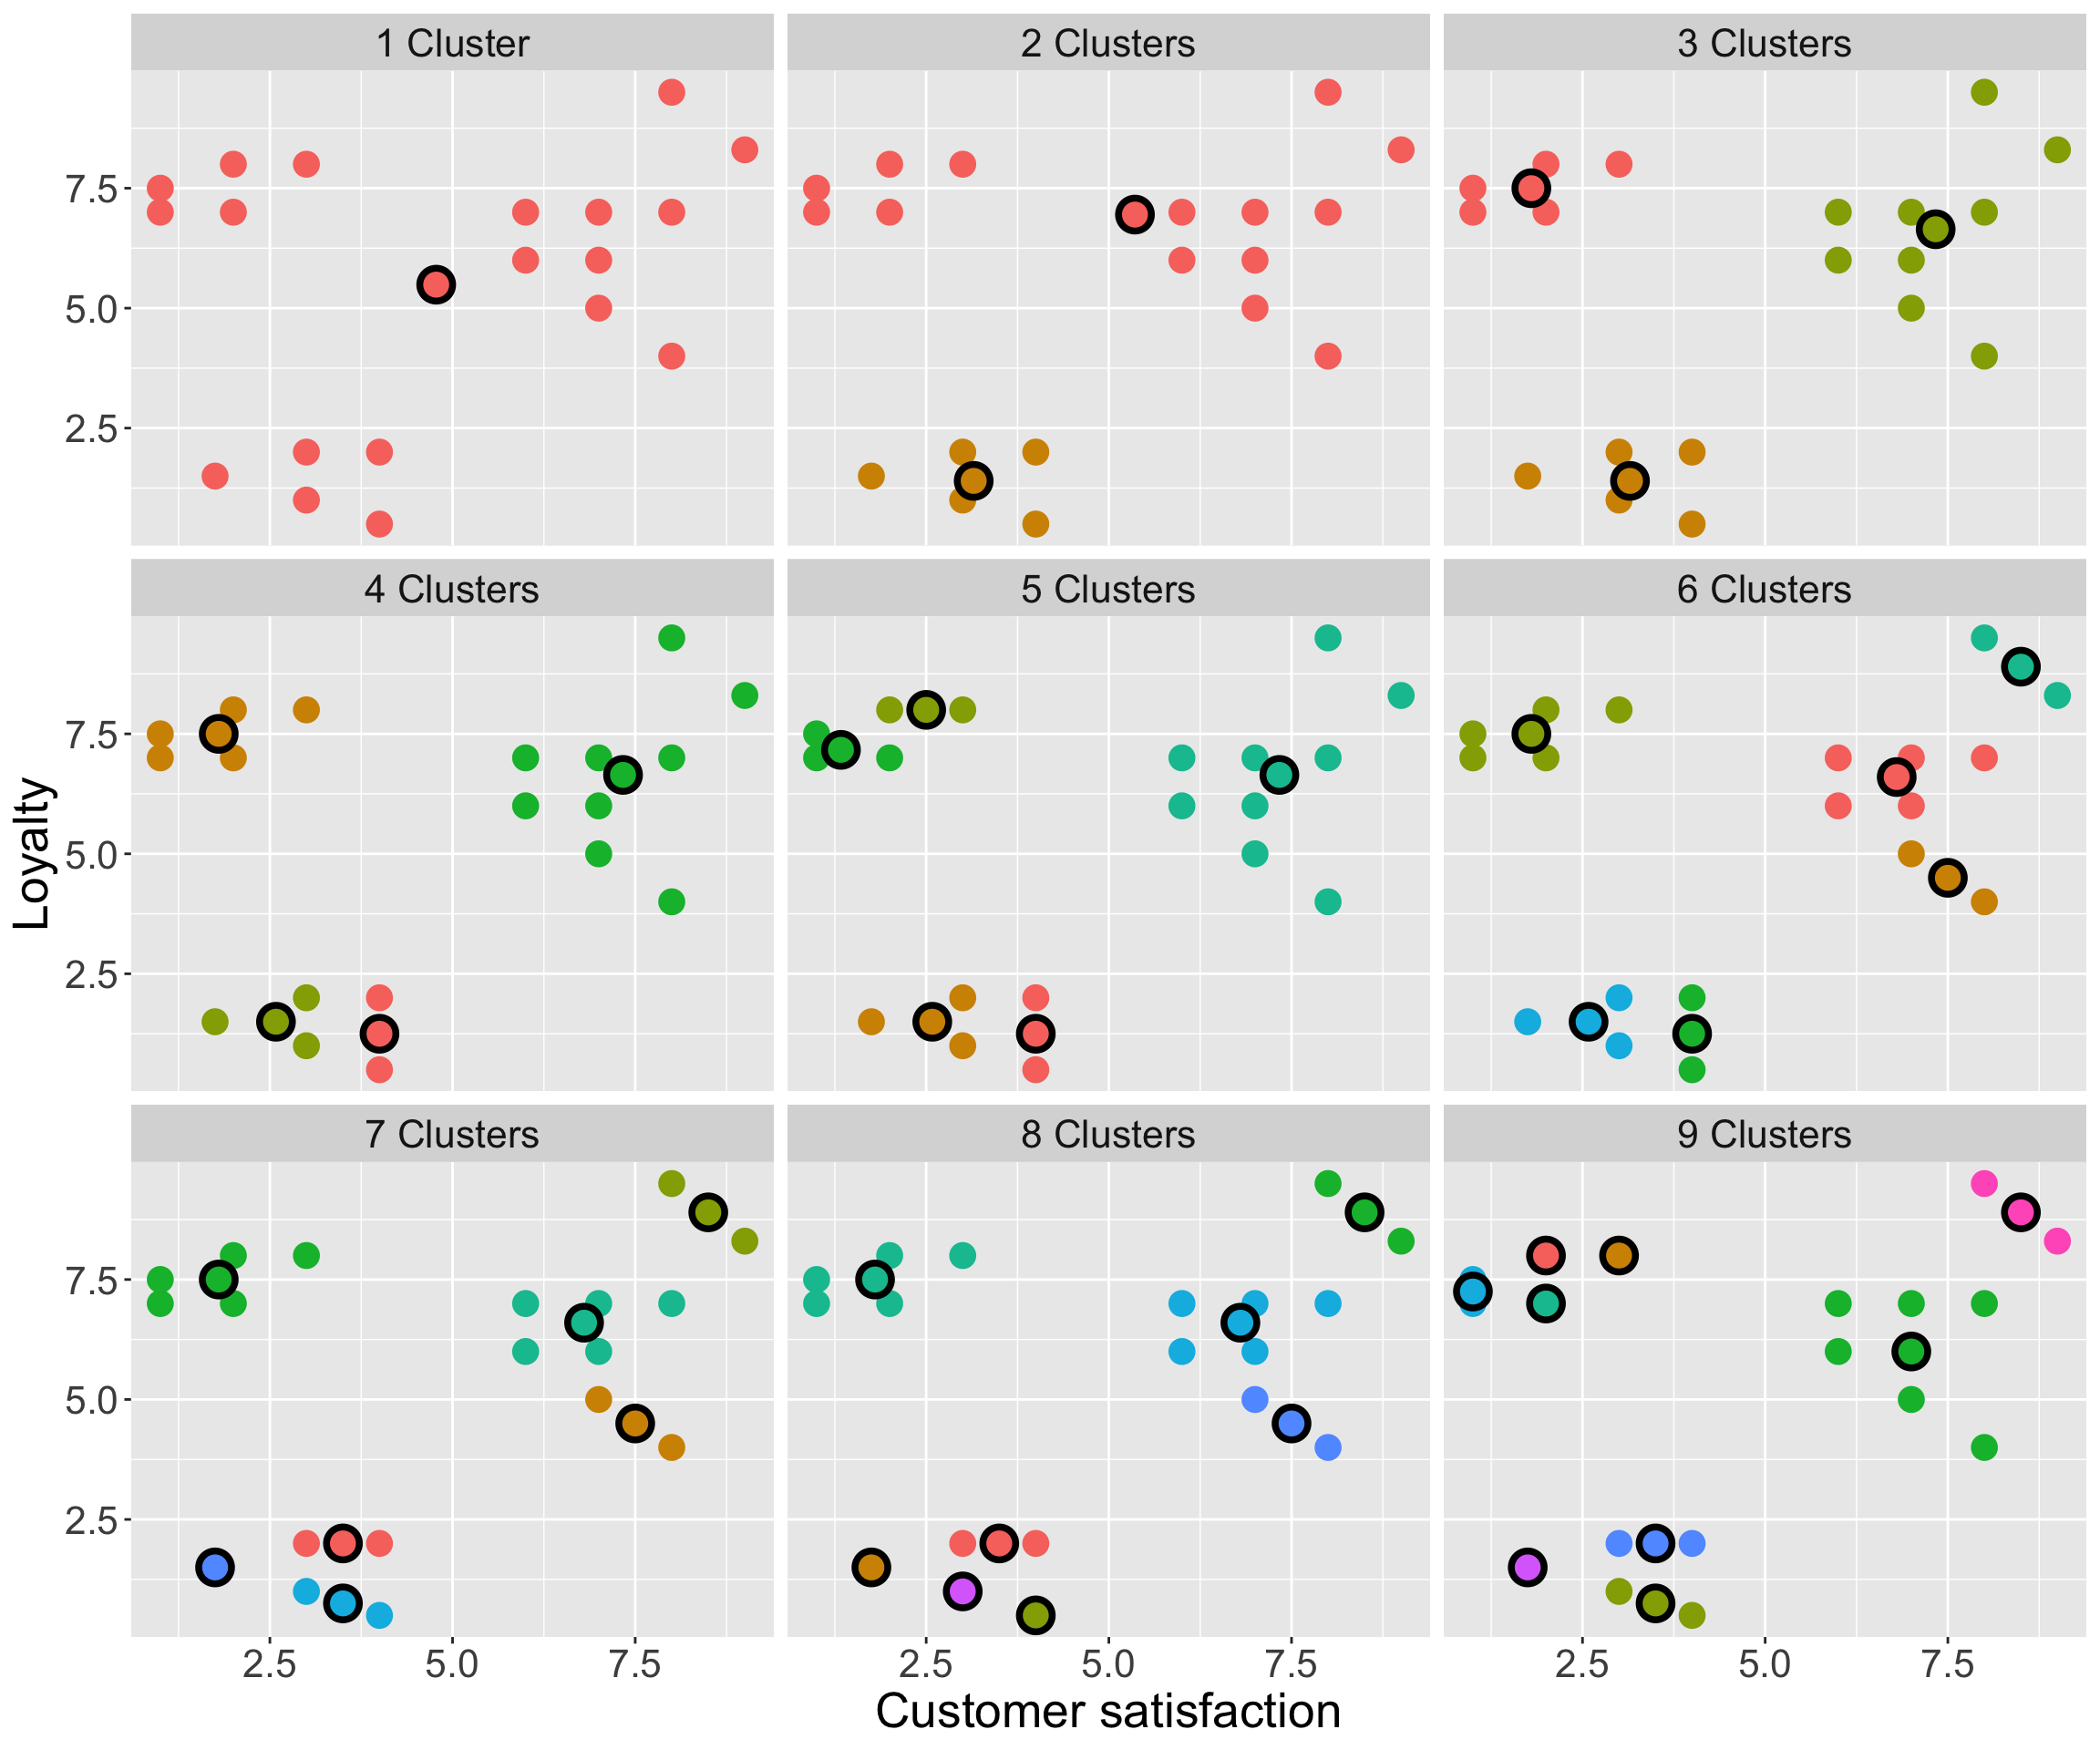 1 Cluster
2 Clusters
3 Clusters
7.5
5.0
2.5
4 Clusters
5 Clusters
6 Clusters
7.5
5.0
2.5
Loyalty
7 Clusters
8 Clusters
9 Clusters
7.5
5.0
2.5
2.5 5.0 7.5
2.5 5.0 7.5
2.5 5.0 7.5
Customer satisfaction